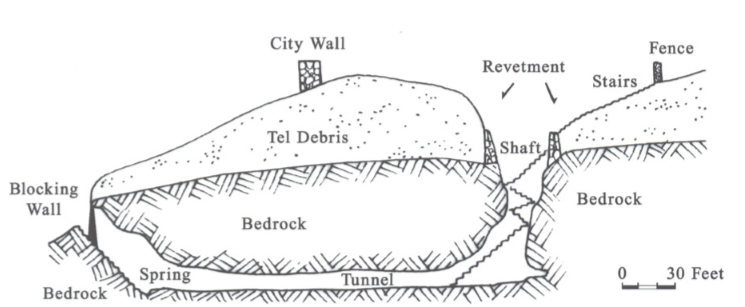 City Wall
Fence
Revetment
Stairs
Tel Debris
Shaft
Blocking
Wall
Bedrock
Bedrock
Spring
Tunnel
Bedrock
0 30 Feet